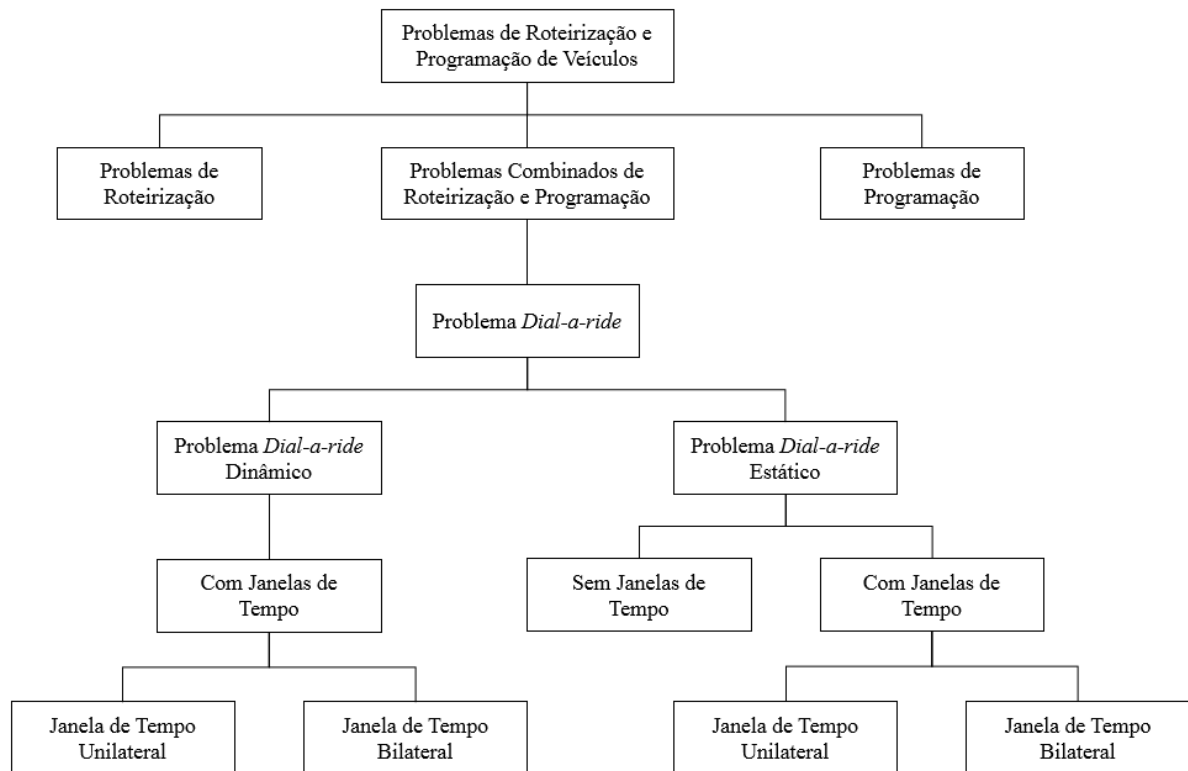 Problemas de Roteirização e
Programação de Veículos
Problemas de
Roteirização
Problemas Combinados de
Roteirização e Programação
Problemas de
Programação
Problema Dial-a-ride
Problema Dial-a-ride
Dinâmico
Problema Dial-a-ride
Estático
Com Janelas de
Tempo
Sem Janelas de
Tempo
Com Janelas de
Tempo
Janela de Tempo
Unilateral
Janela de Tempo
Bilateral
Janela de Tempo
Unilateral
Janela de Tempo
Bilateral